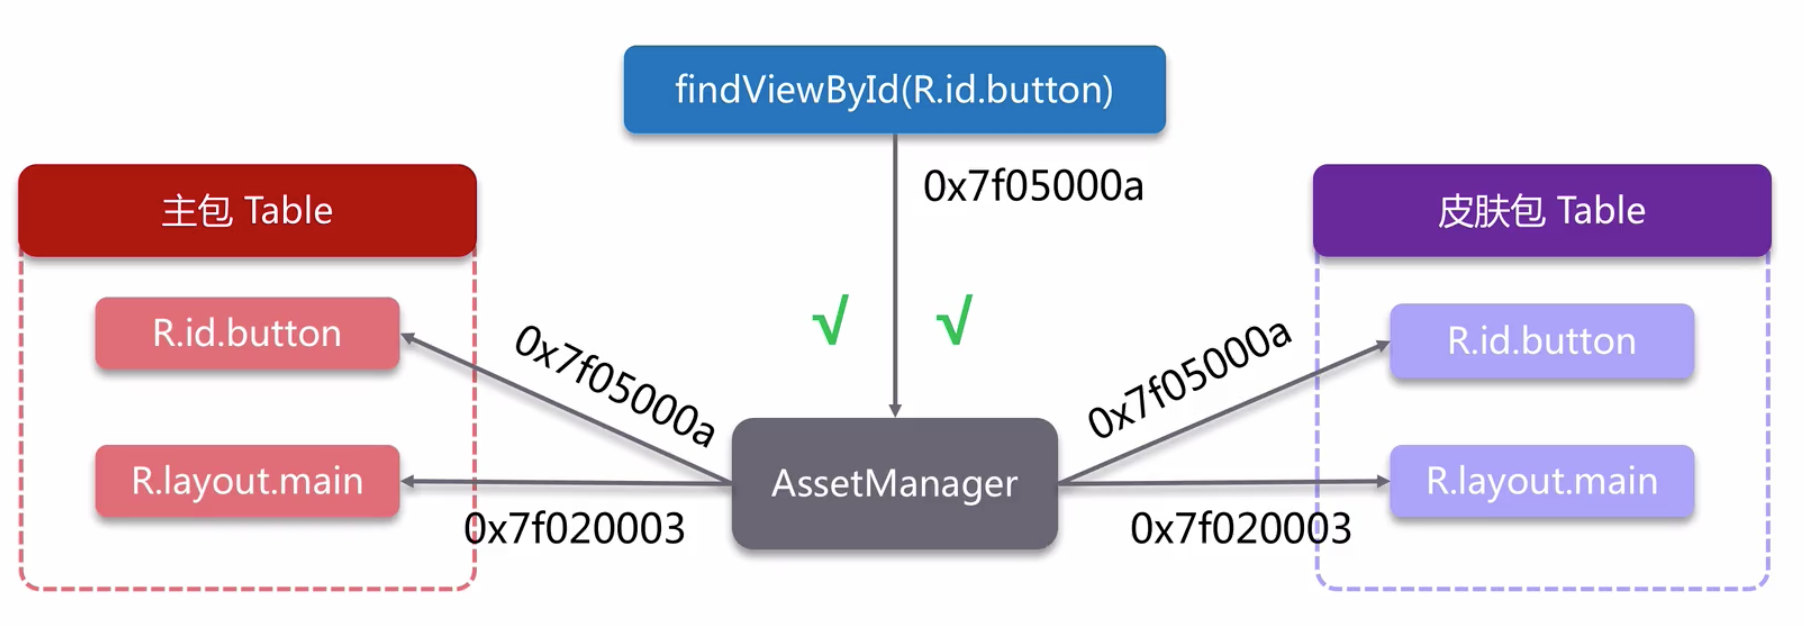 findViewById(R.id.button)
0x7f05000a
主包 Table
皮肤包 Table
√ √
R.id.button
0x7f05000a
0x7f05000a
R.id.button
R.layout.main
AssetManager
R.layout.main
0x7f020003
0x7f020003